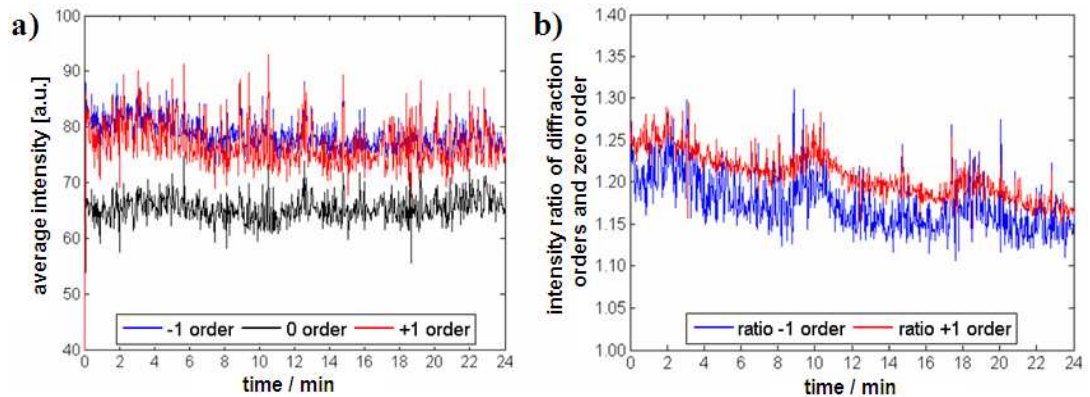 a)
average intensity [a.u.]
100
90
80
70
60
50
40
0 2 4 6 8 10 12 14 16 18 20 22 24
time / min
-1 order 0 order +1 order
b)
intensity ratio of diffraction
orders and zero order
1.40
1.35
1.30
1.25
1.20
1.15
1.10
1.05
1.00
0 2 4 6 8 10 12 14 16 18 20 22 24
time / min
ratio -1 order ratio +1 order